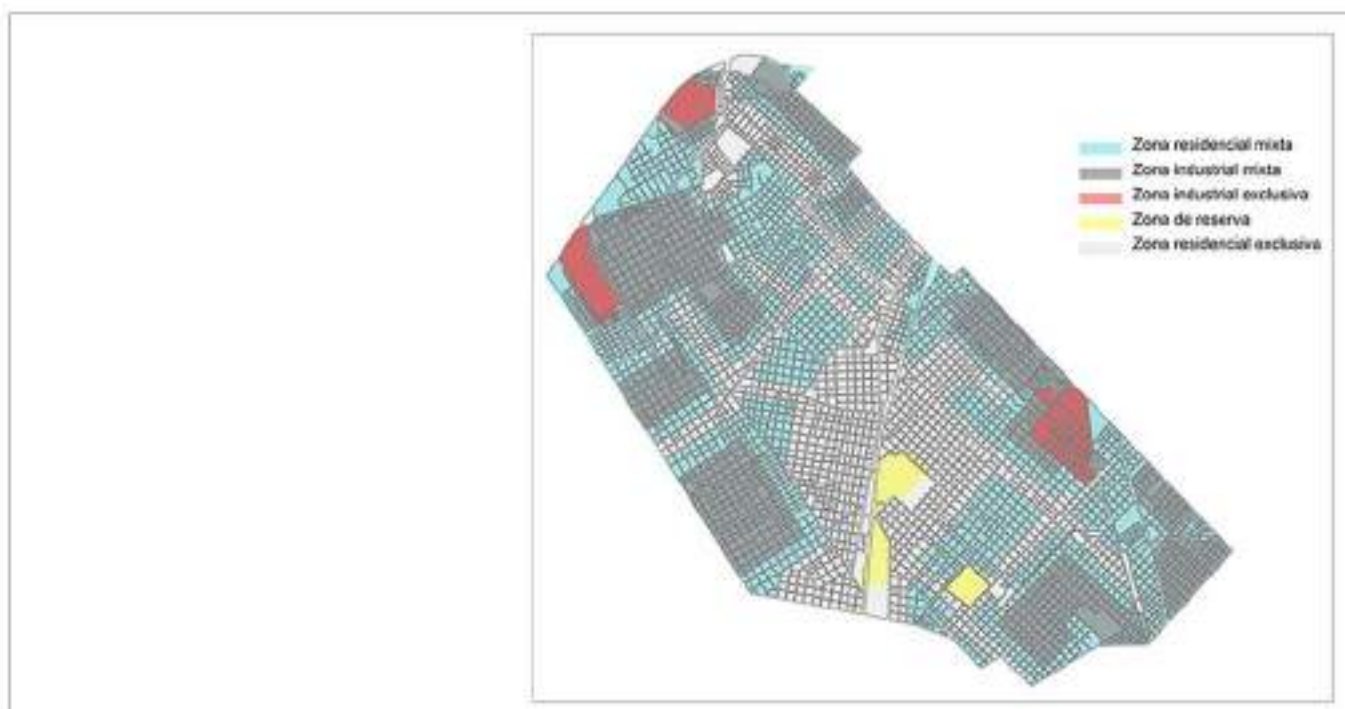 Zona residencial mixta
Zona industrial mixta
Zona industrial exclusiva
Zona de reserva
Zona residencial exclusiva